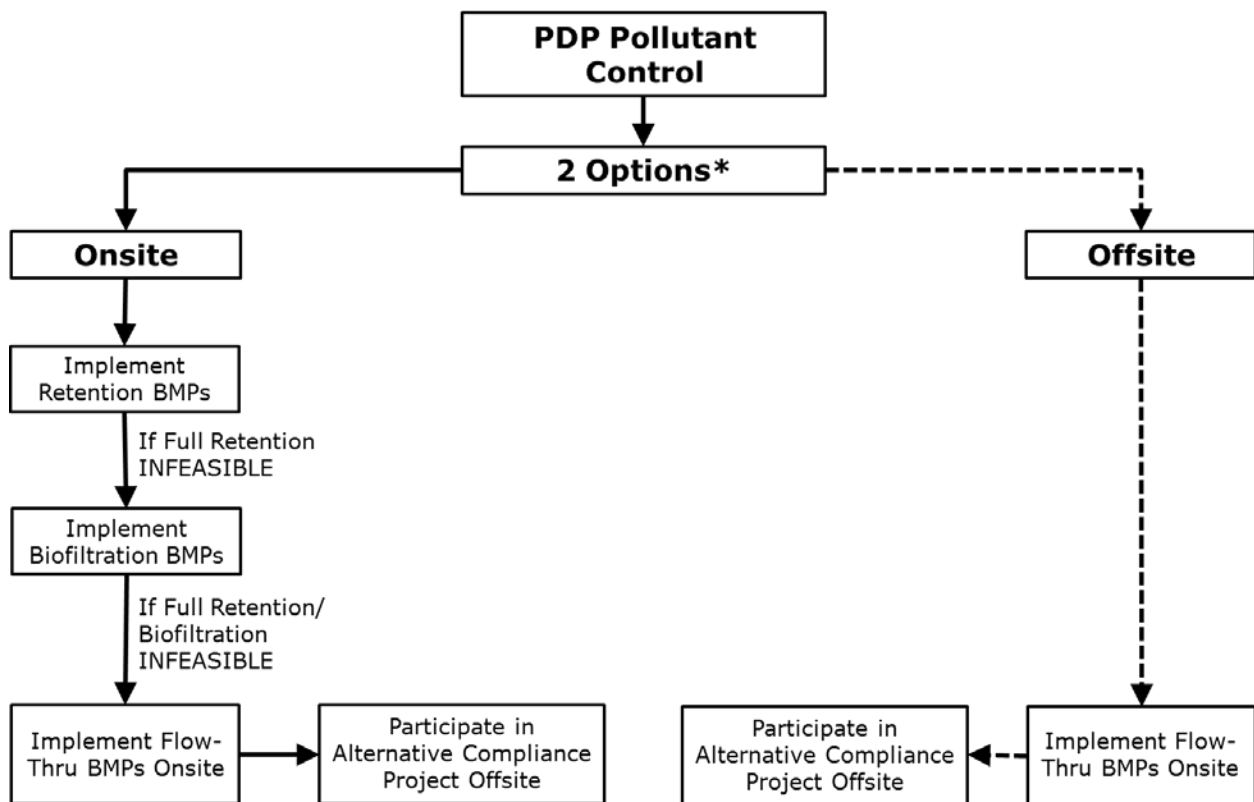 PDP Pollutant
Control
2 Options*
Onsite
Offsite
Implement
Retention BMPs
If Full Retention
INFEASIBLE
Implement
Biofiltration BMPs
If Full Retention/
Biofiltration
INFEASIBLE
Implement Flow-
Thru BMPs Onsite
Participate in
Alternative Compliance
Project Offsite
Participate in
Alternative Compliance
Project Offsite
Implement Flow-
Thru BMPs Onsite